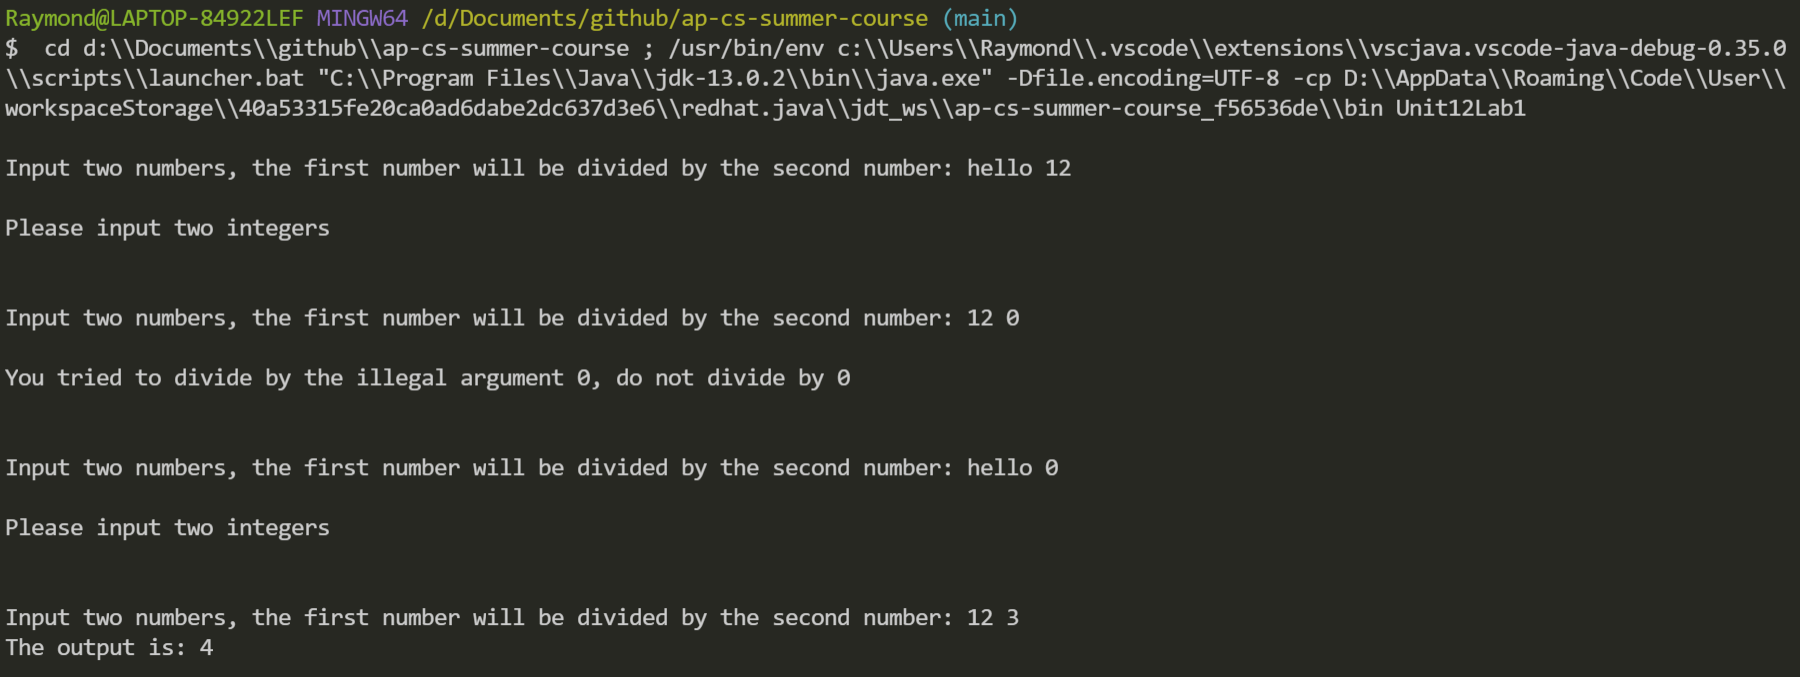 Raymond@LAPTOP-84922LEF MINGW64 /d/Documents/github/ap-cs-summer-course (main)
$  cd d:\\Documents\\github\\ap-cs-summer-course ; /usr/bin/env c:\\Users\\Raymond\\.vscode\\extensions\\vscjava.vscode-java-debug-0.35.0
\\scripts\\launcher.bat "C:\\Program Files\\Java\\jdk-13.0.2\\bin\\java.exe" -Dfile.encoding=UTF-8 -cp D:\\AppData\\Roaming\\Code\\User\\
workspaceStorage\\40a53315fe20ca0ad6dabe2dc637d3e6\\redhat.java\\jdt_ws\\ap-cs-summer-course_f56536de\\bin Unit12Lab1
Input two numbers, the first number will be divided by the second number: hello 12
Please input two integers
Input two numbers, the first number will be divided by the second number: 12 0
You tried to divide by the illegal argument 0, do not divide by 0
Input two numbers, the first number will be divided by the second number: hello 0
Please input two integers
Input two numbers, the first number will be divided by the second number: 12 3
The output is: 4